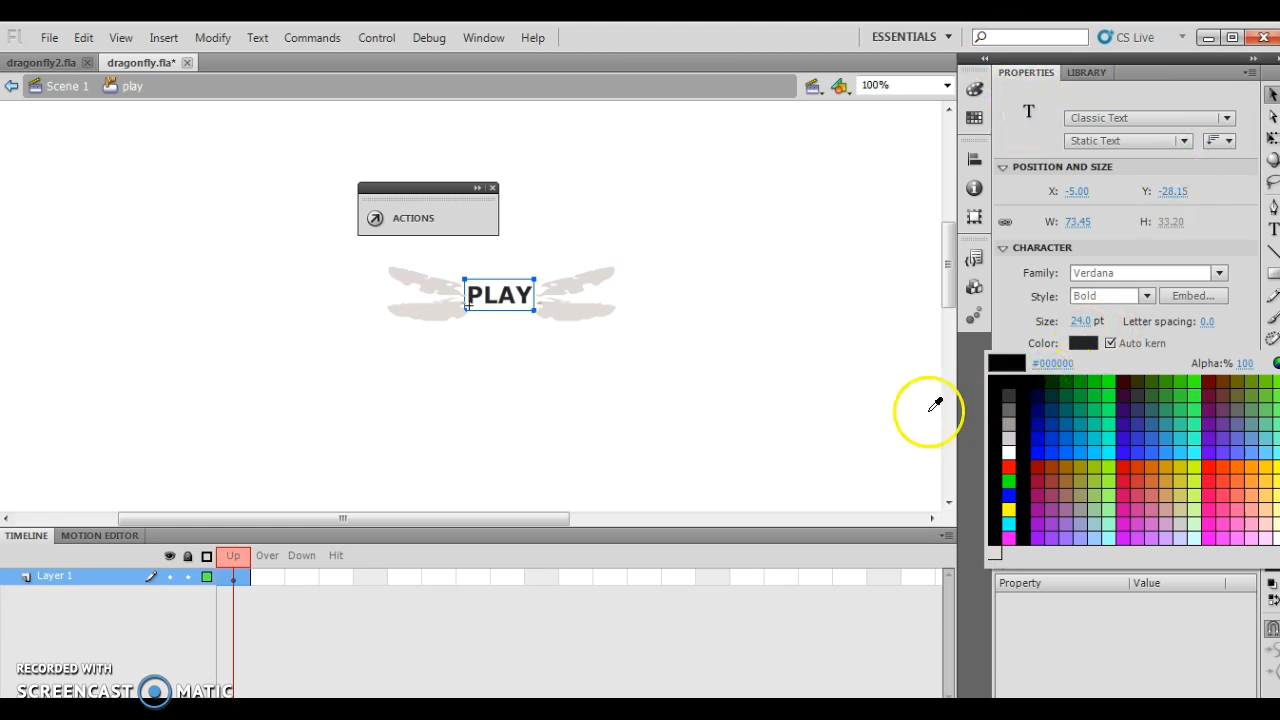 Fl File Edit View Insert Modify Text Commands Control Debug Window Help ESSENTIALS CS Live
dragonfly2.fla dragonfly.fla*
Scene 1 play 100%
PROPERTIES LIBRARY
T Classic Text
Static Text
POSITION AND SIZE
X: -5.00 Y: -28.15
W: 73.45 H: 33.20
CHARACTER
Family: Verdana
Style: Bold Embed...
Size: 24.0 pt Letter spacing: 0.0
Color: Auto kern
#000000 Alpha:% 100
ACTIONS
PLAY
TIMELINE MOTION EDITOR
Up Over Down Hit
Layer 1
Property Value
RECORDED WITH
SCREENCAST MATIC